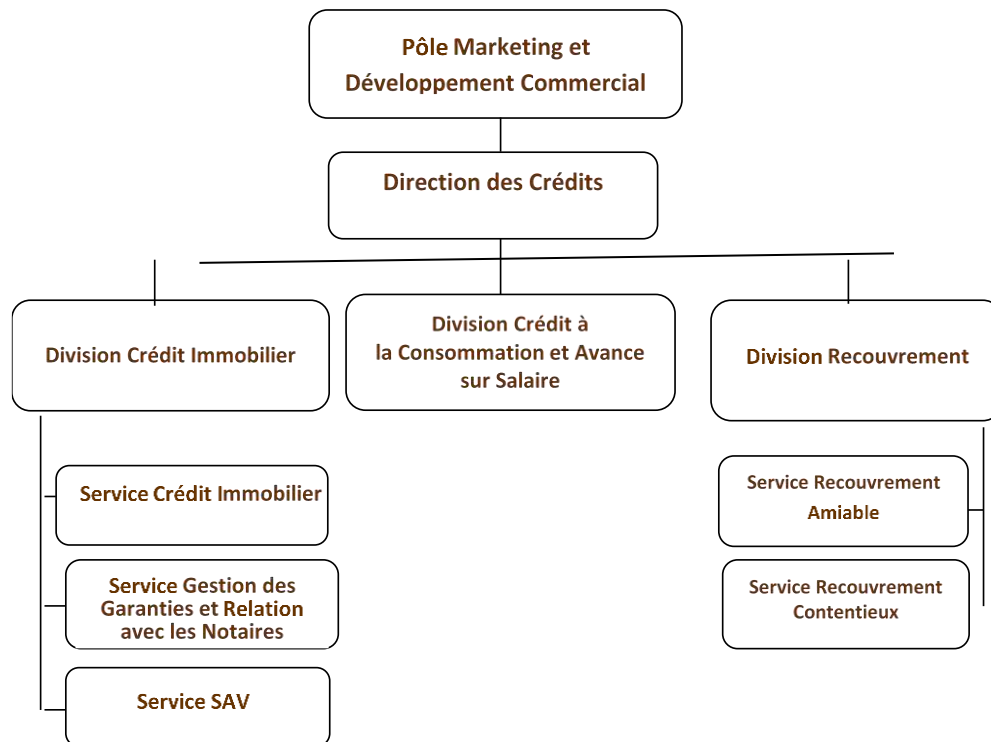 Pôle Marketing et
Développement Commercial
Direction des Crédits
Division Crédit Immobilier
Division Crédit à
la Consommation et Avance
sur Salaire
Division Recouvrement
Service Crédit Immobilier
Service Gestion des
Garanties et Relation
avec les Notaires
Service SAV
Service Recouvrement
Amiable
Service Recouvrement
Contentieux